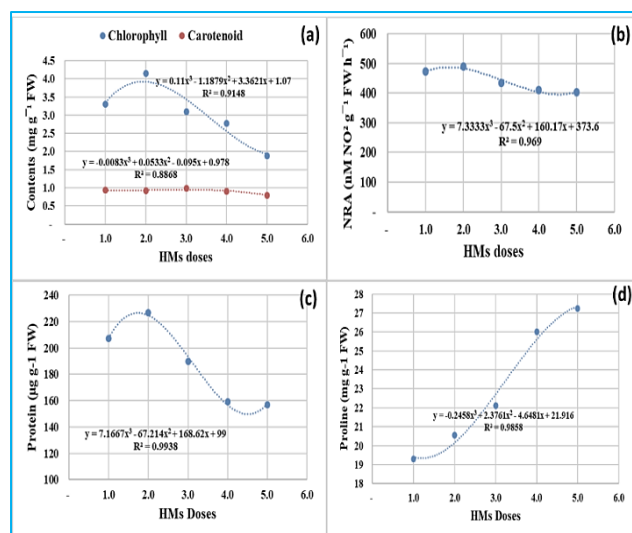 Chlorophyll Carotenoid
(a)
Contents (mg g⁻¹ FW)
4.5
4.0
3.5
3.0
2.5
2.0
1.5
1.0
0.5
-
y = 0.11x³ - 1.1879x² + 3.3621x + 1.07
R² = 0.9148
y = -0.0083x³ + 0.0533x² - 0.095x + 0.978
R² = 0.8868
- 1.0 2.0 3.0 4.0 5.0 6.0
HMs doses
(b)
NRA (nM NO² g⁻¹ FW h⁻¹)
600
500
400
300
200
100
-
y = 7.3333x³ - 67.5x² + 160.17x + 373.6
R² = 0.969
- 1.0 2.0 3.0 4.0 5.0 6.0
HMs doses
(c)
Protein (µg g-1 FW)
240
220
200
180
160
140
120
100
y = 7.1667x³ - 67.214x² + 168.62x + 99
R² = 0.9938
- 1.0 2.0 3.0 4.0 5.0 6.0
HMs Doses
(d)
Proline (mg g-1 FW)
28
27
26
25
24
23
22
21
20
19
18
y = -0.2458x³ + 2.3761x² - 4.6481x + 21.916
R² = 0.9858
- 1.0 2.0 3.0 4.0 5.0 6.0
HMs Doses